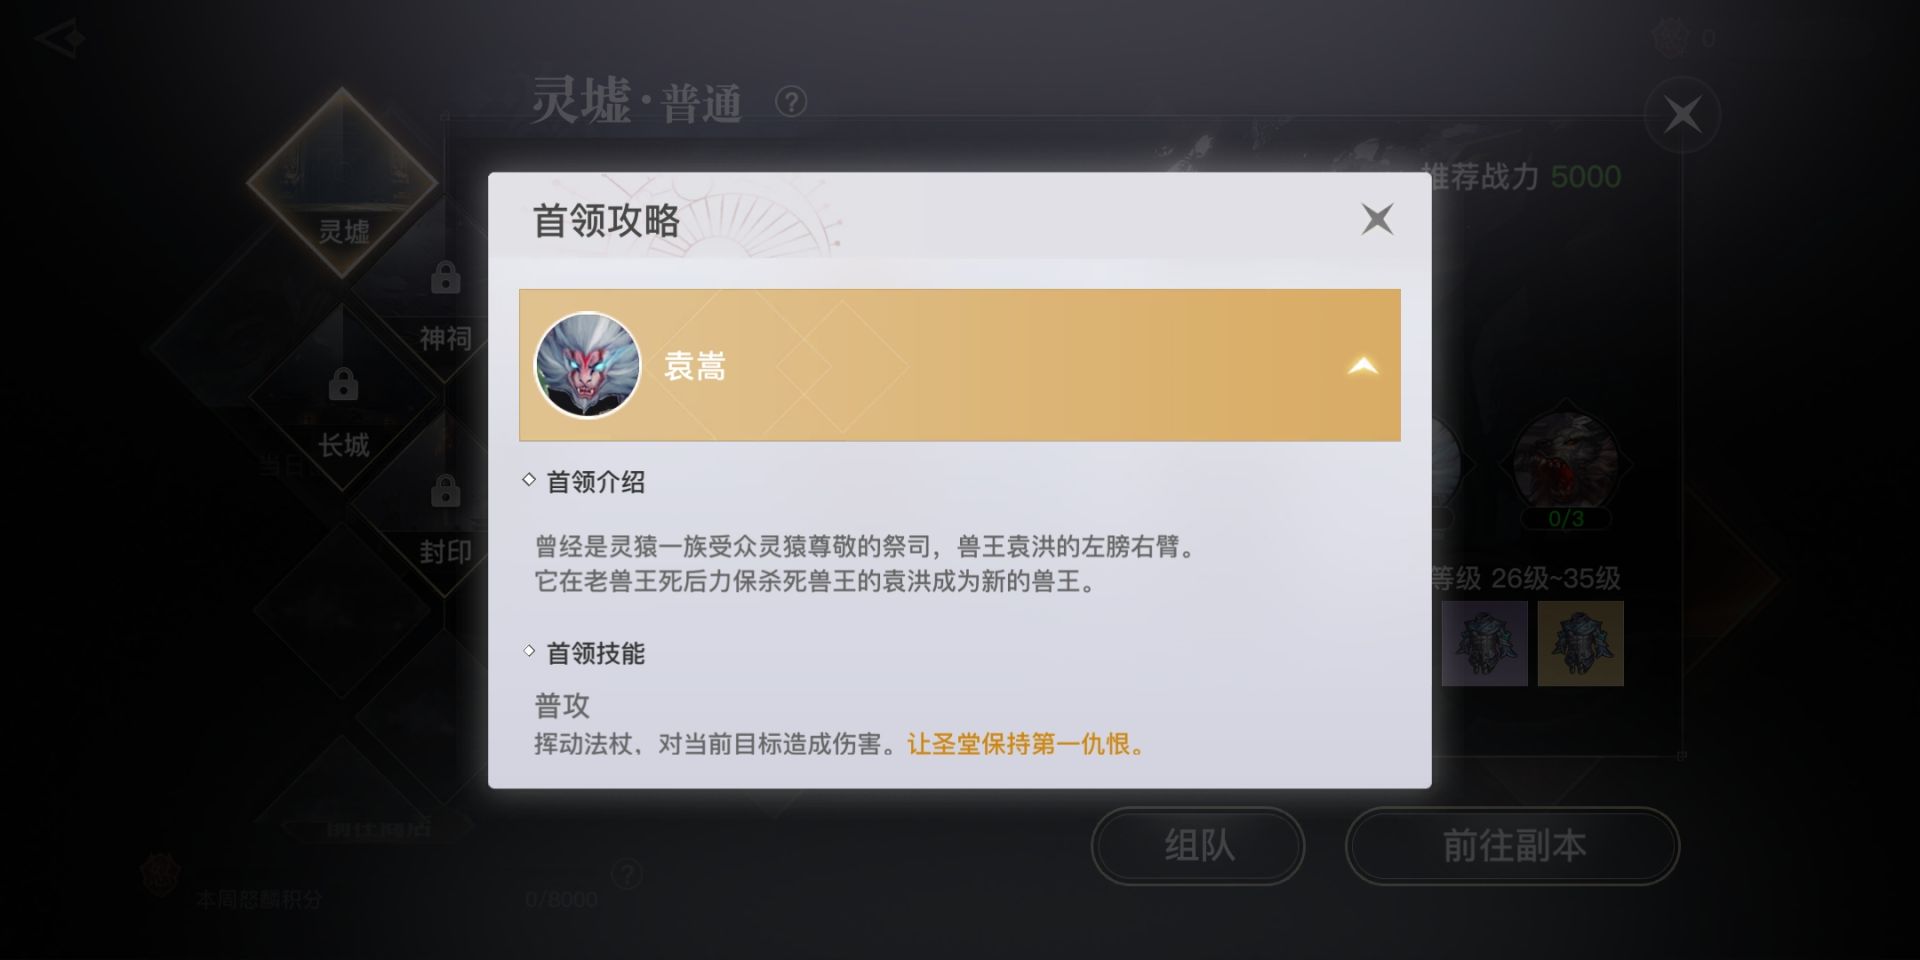 0
灵墟·普通 ?
推荐战力 5000
灵墟
首领攻略
神祠
袁嵩
长城
当日
首领介绍
封印
0/3
曾经是灵猿一族受众灵猿尊敬的祭司，兽王袁洪的左膀右臂。
它在老兽王死后力保杀死兽王的袁洪成为新的兽王。
等级 26级~35级
首领技能
普攻
挥动法杖，对当前目标造成伤害。让圣堂保持第一仇恨。
前往商店
组队
前往副本
本周怒麟积分
0/8000
?